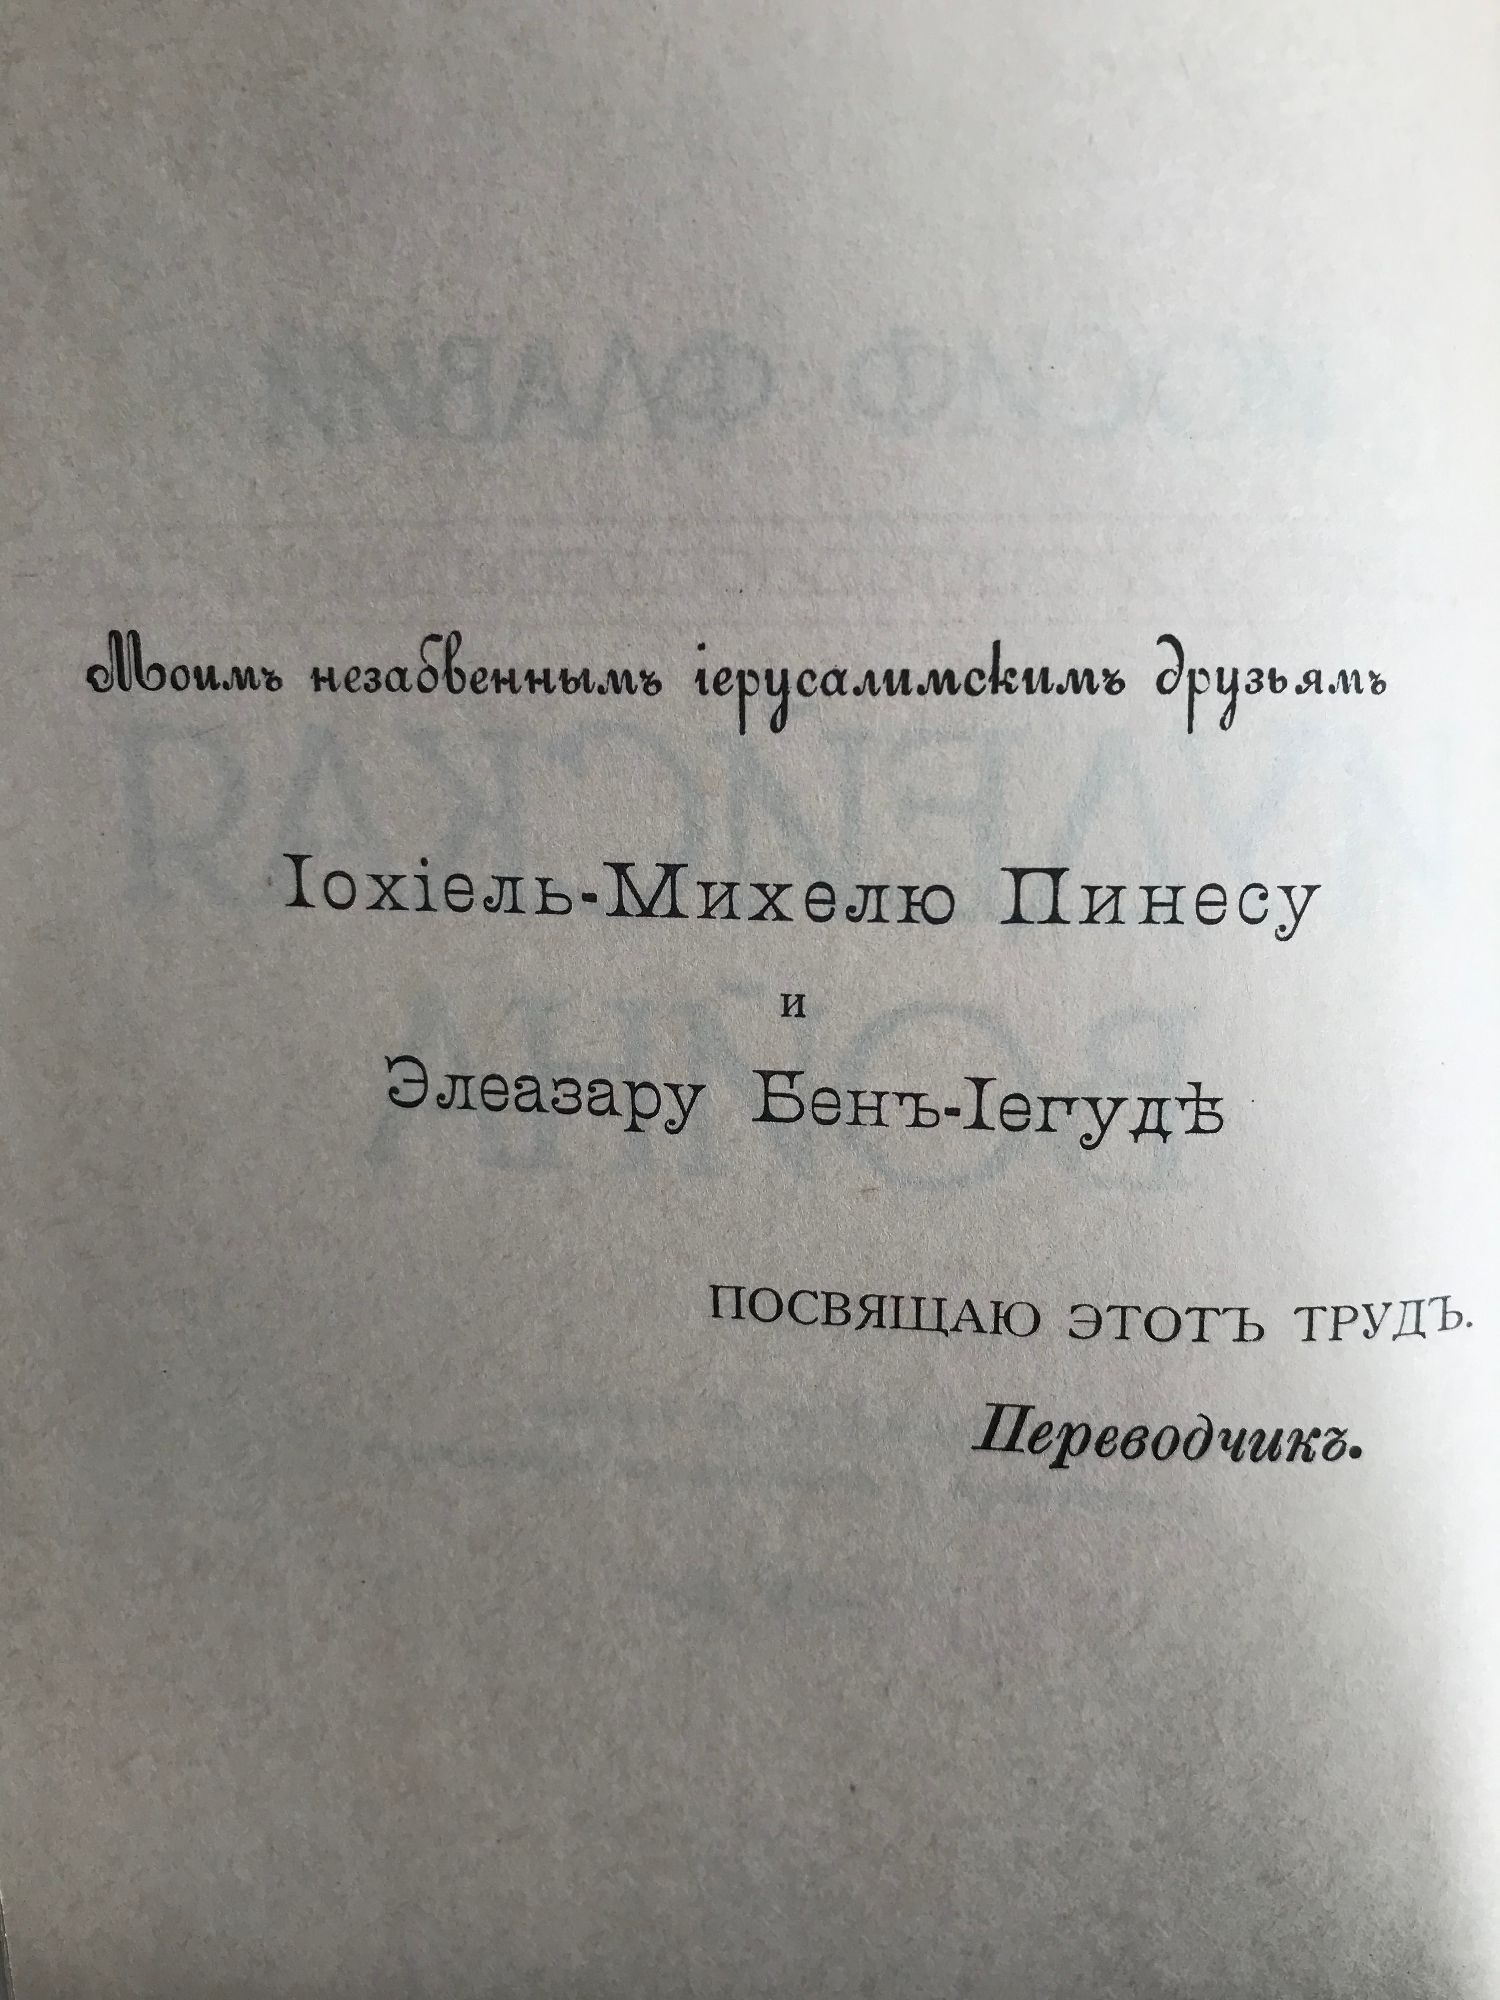 Моимъ незабвеннымъ іерусалимскимъ друзьямъ
Іохіель-Михелю Пинесу
и
Элеазару Бенъ-Іегудѣ
ПОСВЯЩАЮ ЭТОТЪ ТРУДЪ.
Переводчикъ.